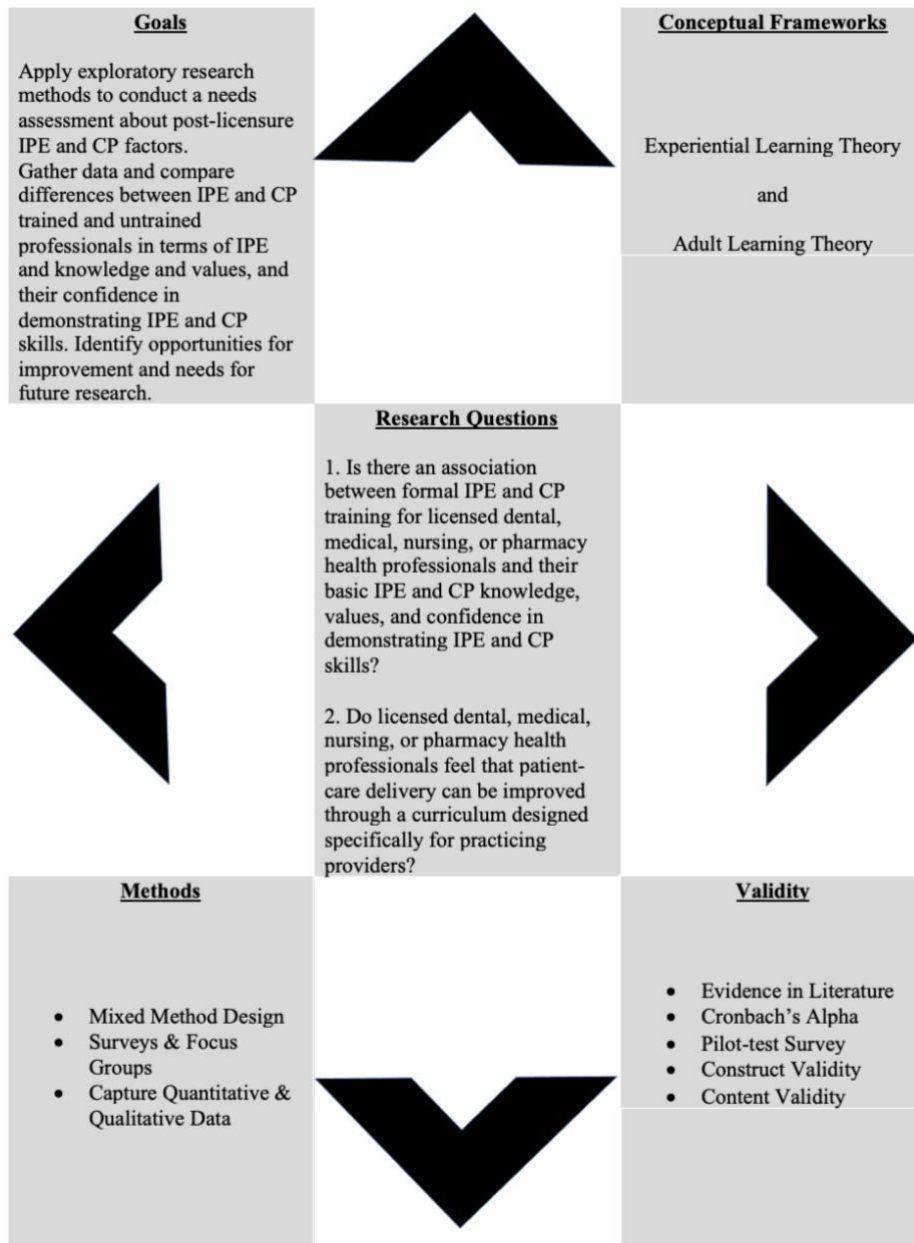 Goals
Apply exploratory research
methods to conduct a needs
assessment about post-licensure
IPE and CP factors.
Gather data and compare
differences between IPE and CP
trained and untrained
professionals in terms of IPE
and knowledge and values, and
their confidence in
demonstrating IPE and CP
skills. Identify opportunities for
improvement and needs for
future research.
Conceptual Frameworks
Experiential Learning Theory
and
Adult Learning Theory
Research Questions
1. Is there an association
between formal IPE and CP
training for licensed dental,
medical, nursing, or pharmacy
health professionals and their
basic IPE and CP knowledge,
values, and confidence in
demonstrating IPE and CP
skills?
2. Do licensed dental, medical,
nursing, or pharmacy health
professionals feel that patient-
care delivery can be improved
through a curriculum designed
specifically for practicing
providers?
Methods
• Mixed Method Design
• Surveys & Focus
Groups
• Capture Quantitative &
Qualitative Data
Validity
• Evidence in Literature
• Cronbach's Alpha
• Pilot-test Survey
• Construct Validity
• Content Validity